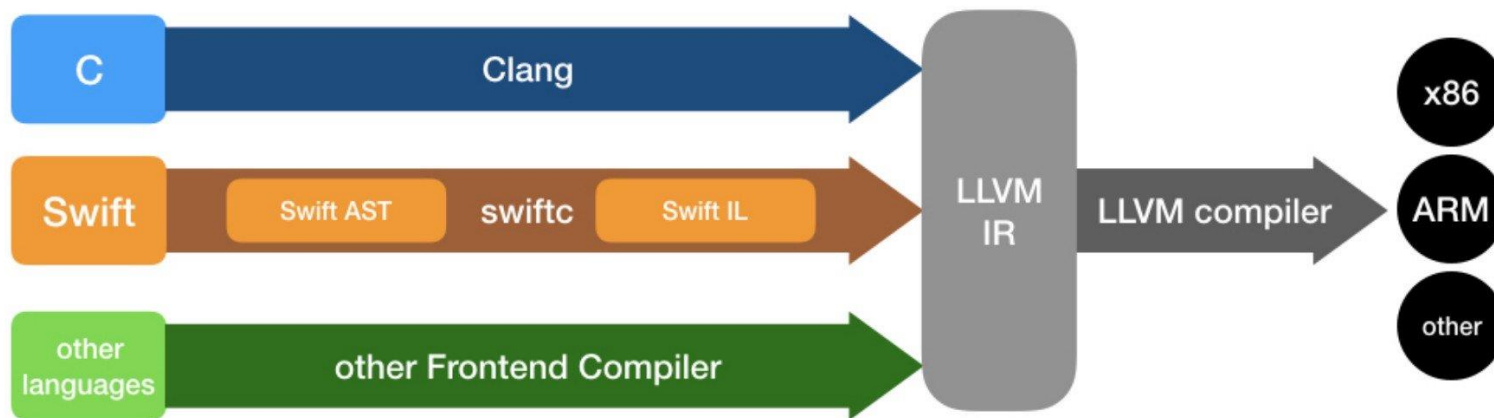 C
Clang
Swift
Swift AST
swiftc
Swift IL
other
languages
other Frontend Compiler
LLVM
IR
LLVM compiler
x86
ARM
other